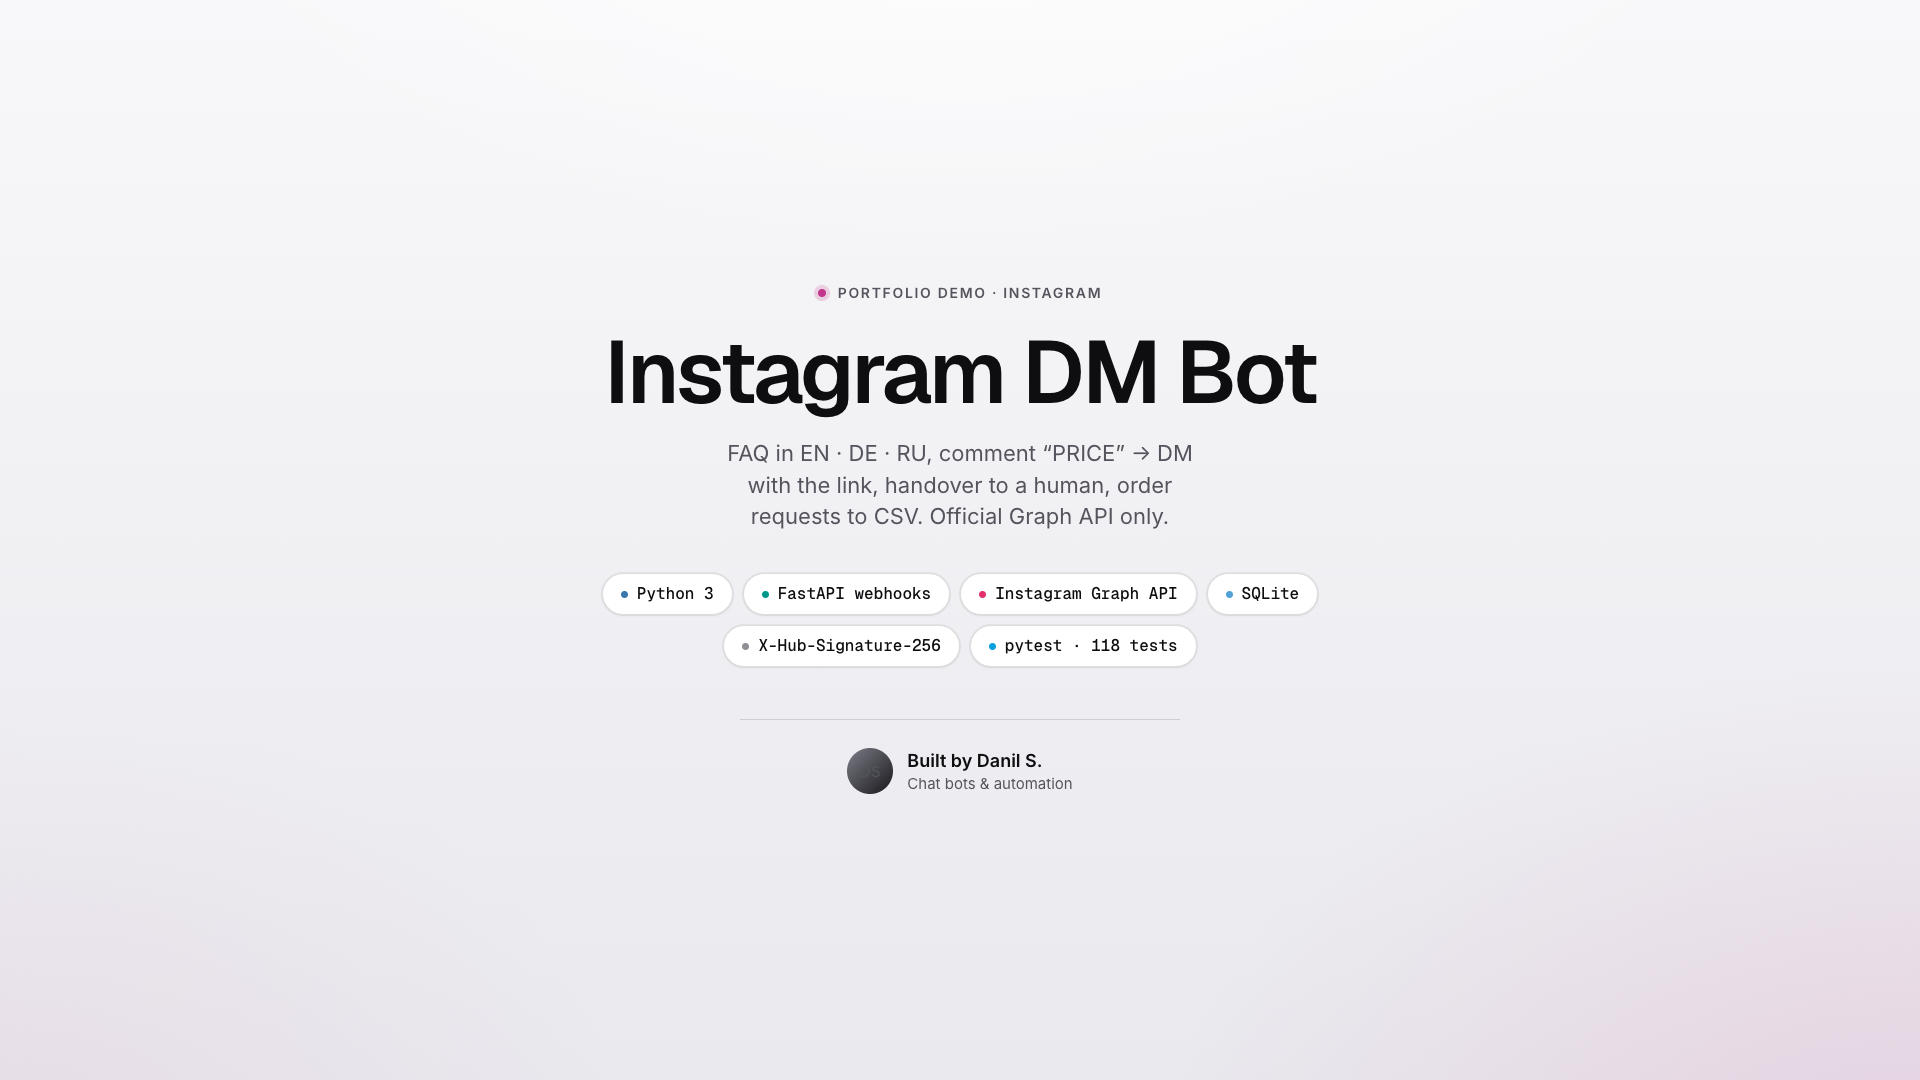 PORTFOLIO DEMO · INSTAGRAM
Instagram DM Bot
FAQ in EN · DE · RU, comment “PRICE” → DM
with the link, handover to a human, order
requests to CSV. Official Graph API only.
Python 3
FastAPI webhooks
Instagram Graph API
SQLite
X-Hub-Signature-256
pytest · 118 tests
DS
Built by Danil S.
Chat bots & automation